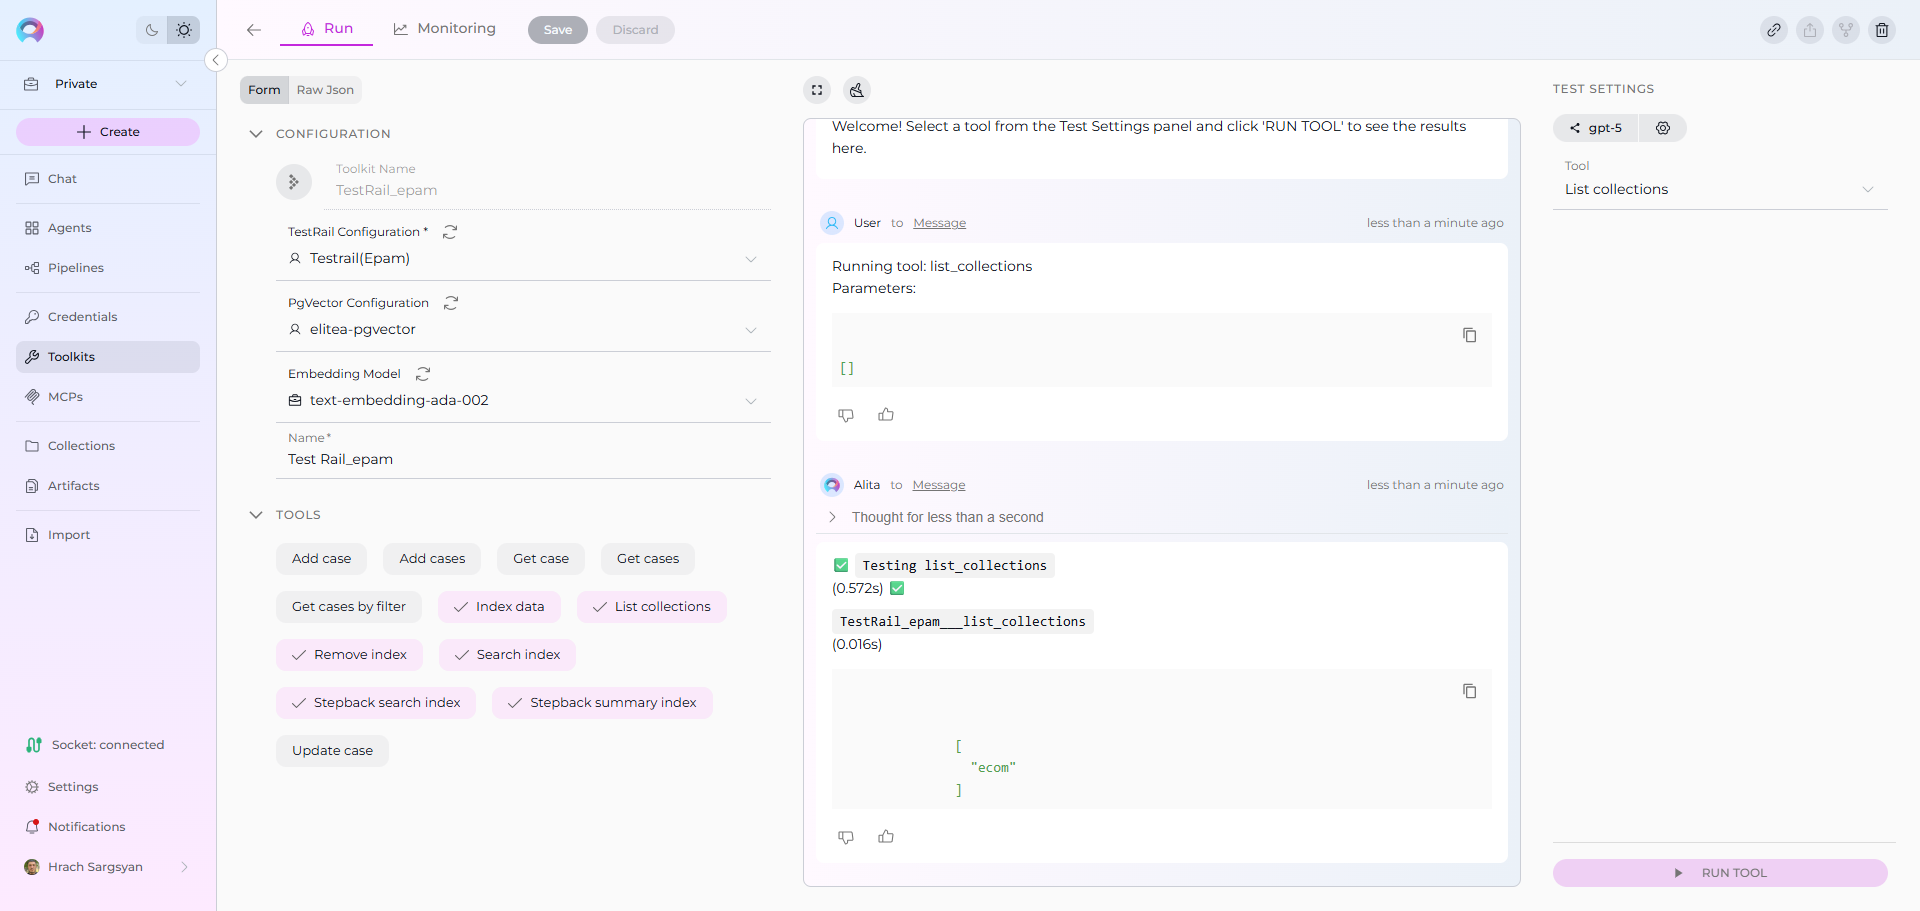 Run
Monitoring
Save
Discard
Private
Create
Chat
Agents
Pipelines
Credentials
Toolkits
MCPs
Collections
Artifacts
Import
Socket: connected
Settings
Notifications
Hrach Sargsyan
Form
Raw Json
CONFIGURATION
Toolkit Name
TestRail_epam
TestRail Configuration *
Testrail(Epam)
PgVector Configuration
elitea-pgvector
Embedding Model
text-embedding-ada-002
Name*
Test Rail_epam
TOOLS
Add case
Add cases
Get case
Get cases
Get cases by filter
Index data
List collections
Remove index
Search index
Stepback search index
Stepback summary index
Update case
Welcome! Select a tool from the Test Settings panel and click 'RUN TOOL' to see the results
here.
User to Message less than a minute ago
Running tool: list_collections
Parameters:
[]
Alita to Message less than a minute ago
Thought for less than a second
✅ Testing list_collections
(0.572s) ✅
TestRail_epam___list_collections
(0.016s)
[
"ecom"
]
TEST SETTINGS
gpt-5
Tool
List collections
RUN TOOL